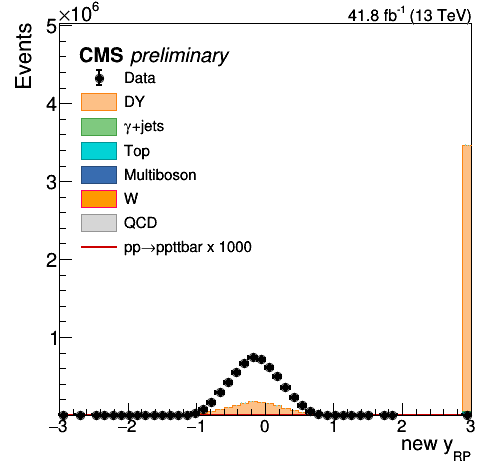 ×10⁶
41.8 fb⁻¹ (13 TeV)
Events
CMS preliminary
Data
DY
γ+jets
Top
Multiboson
W
QCD
pp→ppttbar x 1000
5
4
3
2
1
−3 −2 −1 0 1 2 3
new y_RP